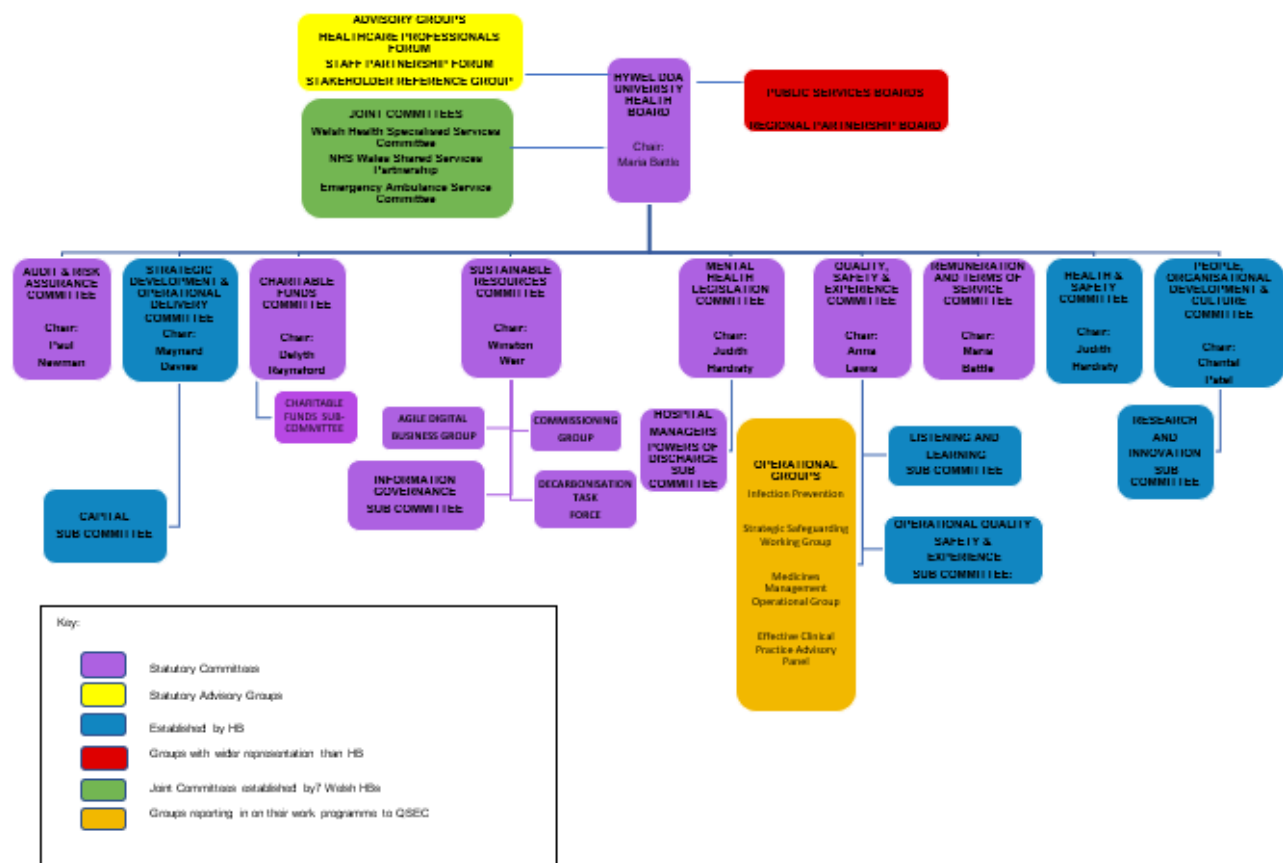 ADVISORY GROUPS
HEALTHCARE PROFESSIONALS
FORUM
STAFF PARTNERSHIP FORUM
STAKEHOLDER REFERENCE GROUP
JOINT COMMITTEES
Welsh Health Specialised Services
Committee
NHS Wales Shared Services
Partnership
Emergency Ambulance Service
Committee
HYWEL DDA
UNIVERISTY
HEALTH
BOARD
Chair:
Maria Battle
PUBLIC SERVICES BOARDS
REGIONAL PARTNERSHIP BOARD
AUDIT & RISK
ASSURANCE
COMMITTEE
Chair:
Paul
Newman
STRATEGIC
DEVELOPMENT &
OPERATIONAL
DELIVERY
COMMITTEE
Chair:
Maynard
Davies
CHARITABLE
FUNDS
COMMITTEE
Chair:
Delyth
Raynsford
SUSTAINABLE
RESOURCES
COMMITTEE
Chair:
Winston
Weir
MENTAL
HEALTH
LEGISLATION
COMMITTEE
Chair:
Judith
Hardisty
QUALITY,
SAFETY &
EXPERIENCE
COMMITTEE
Chair:
Anna
Lewis
REMUNERATION
AND TERMS OF
SERVICE
COMMITTEE
Chair:
Maria
Battle
HEALTH &
SAFETY
COMMITTEE
Chair:
Judith
Hardisty
PEOPLE,
ORGANISATIONAL
DEVELOPMENT &
CULTURE
COMMITTEE
Chair:
Chantal
Patel
CHARITABLE
FUNDS SUB-
COMMITTEE
AGILE DIGITAL
BUSINESS GROUP
COMMISSIONING
GROUP
INFORMATION
GOVERNANCE
SUB COMMITTEE
DECARBONISATION
TASK
FORCE
HOSPITAL
MANAGERS
POWERS OF
DISCHARGE
SUB
COMMITTEE
OPERATIONAL
GROUPS
Infection Prevention
Strategic Safeguarding
Working Group
Medicines
Management
Operational Group
Effective Clinical
Practice Advisory
Panel
LISTENING AND
LEARNING
SUB COMMITTEE
OPERATIONAL QUALITY
SAFETY &
EXPERIENCE
SUB COMMITTEE:
RESEARCH
AND
INNOVATION
SUB
COMMITTEE
CAPITAL
SUB COMMITTEE
Key:
Statutory Committees
Statutory Advisory Groups
Established by HB
Groups with wider representation than HB
Joint Committees established by7 Welsh HBs
Groups reporting in on their work programme to QSEC